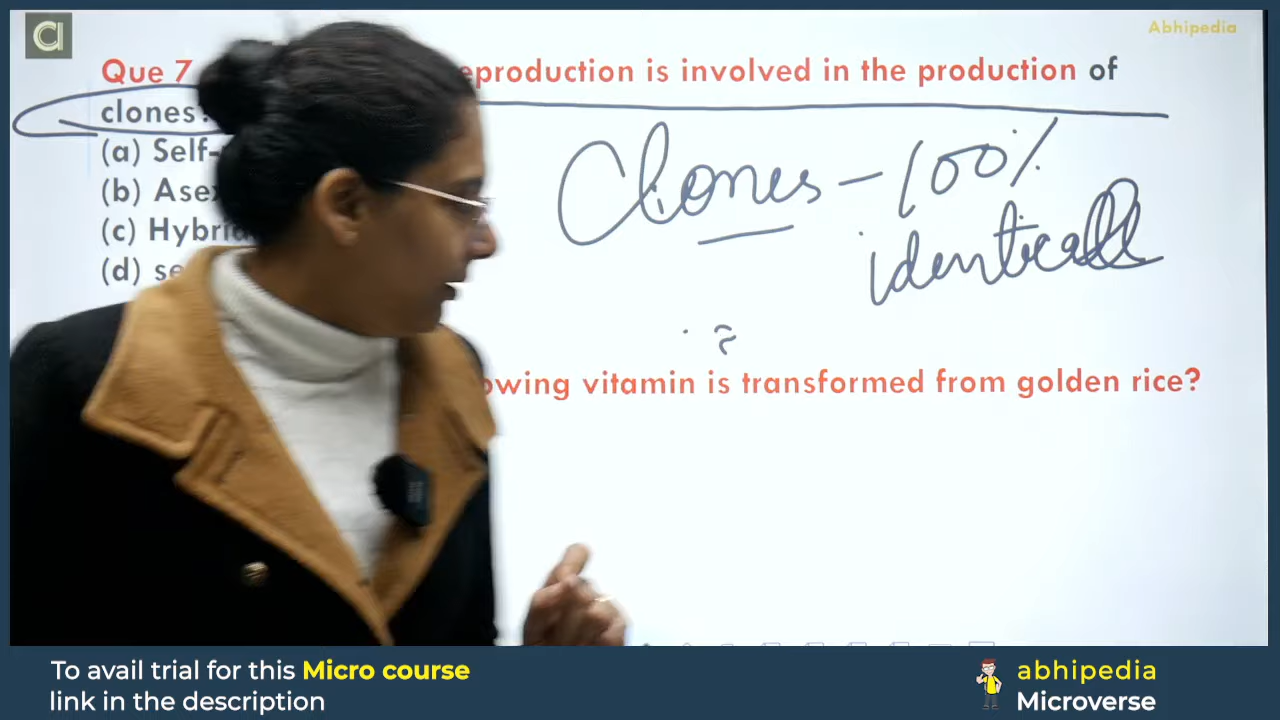 Abhipedia
Que 7 eproduction is involved in the production of
clones?
(a) Self-
(b) Asex
(c) Hybrid
(d) se
Clones - 100%
identical
owing vitamin is transformed from golden rice?
To avail trial for this Micro course
link in the description
abhipedia
Microverse